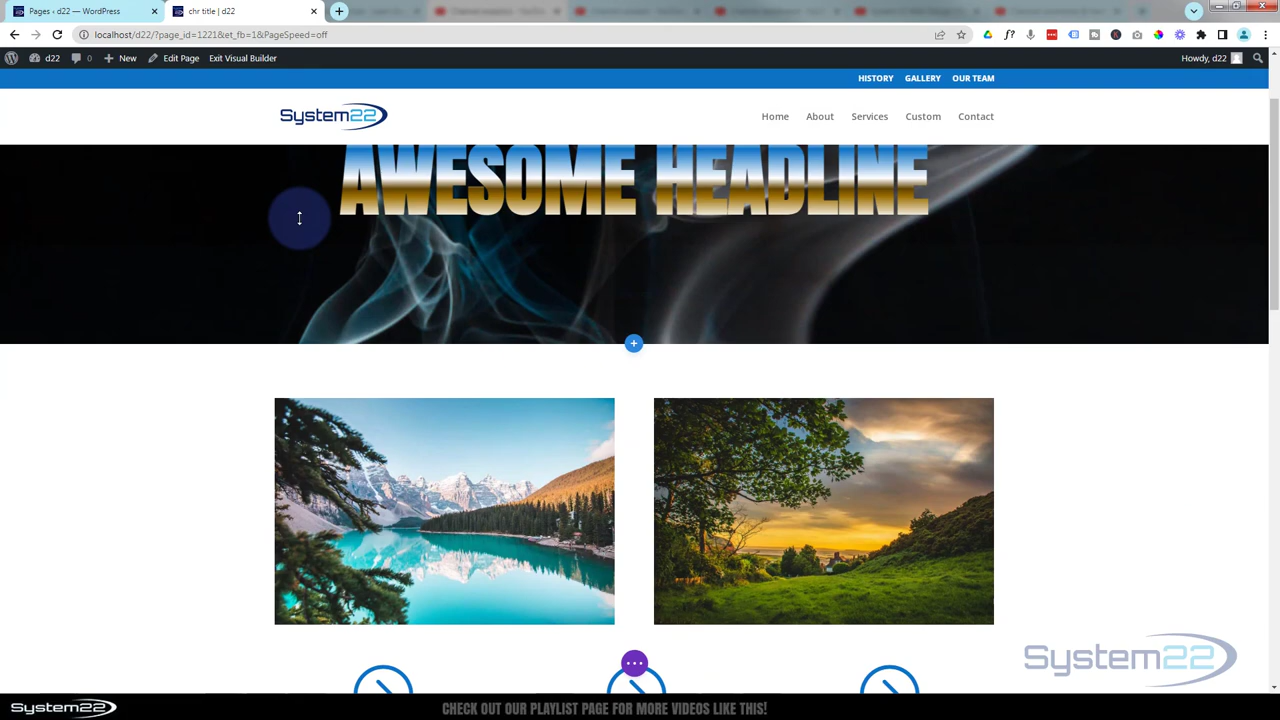 Pages ‹ d22 — WordPress
chr title | d22
localhost/d22/?page_id=1221&et_fb=1&PageSpeed=off
d22
0
New
Edit Page
Exit Visual Builder
Howdy, d22
HISTORY
GALLERY
OUR TEAM
System22
Home
About
Services
Custom
Contact
AWESOME HEADLINE
System22
System22
CHECK OUT OUR PLAYLIST PAGE FOR MORE VIDEOS LIKE THIS!